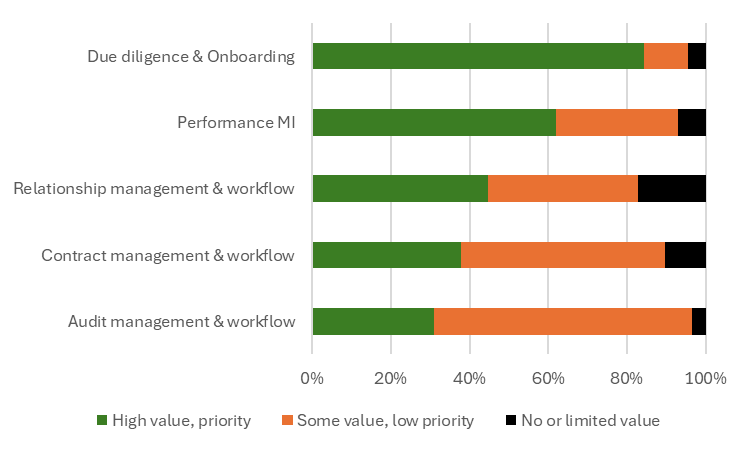 Due diligence & Onboarding
Performance MI
Relationship management & workflow
Contract management & workflow
Audit management & workflow
0% 20% 40% 60% 80% 100%
High value, priority Some value, low priority No or limited value